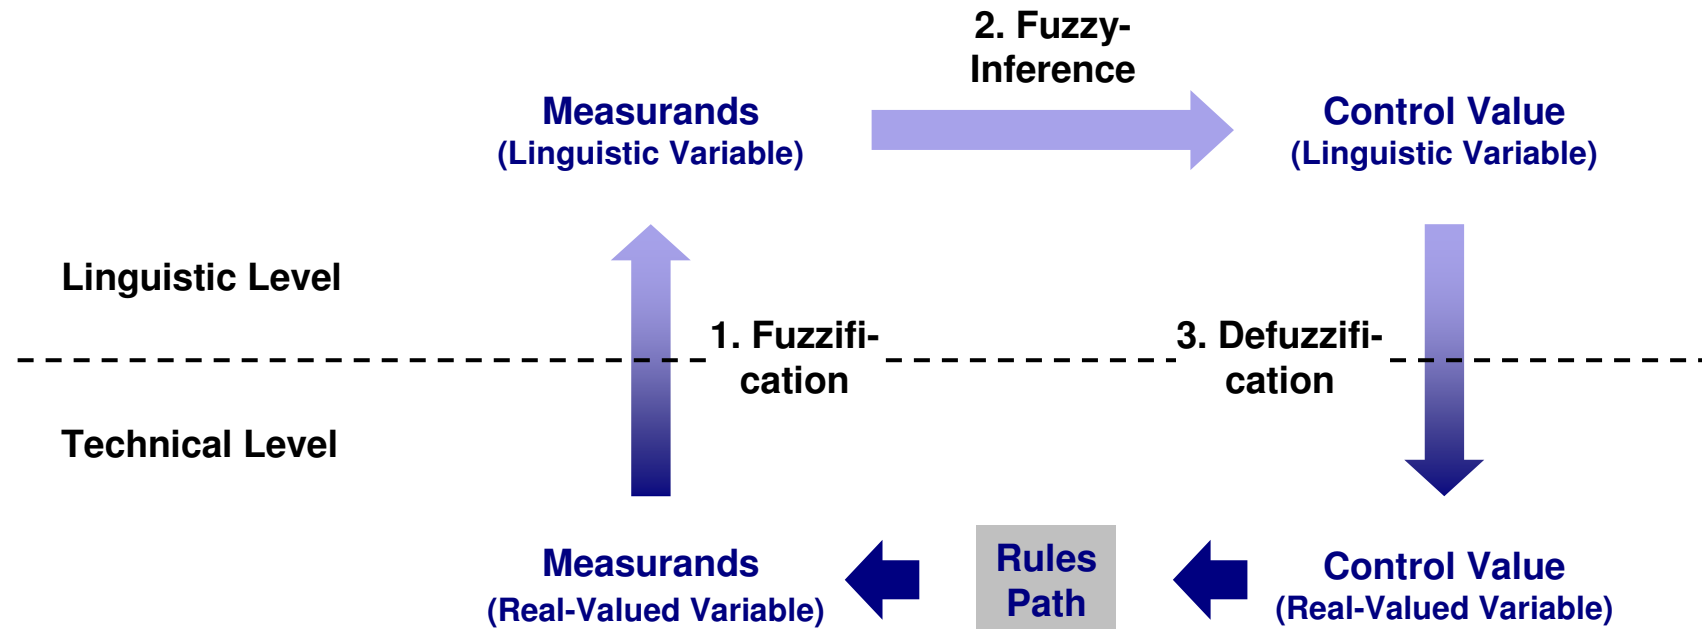 2. Fuzzy-
Inference
Measurands
(Linguistic Variable)
Control Value
(Linguistic Variable)
Linguistic Level
1. Fuzzifi-
cation
3. Defuzzifi-
cation
Technical Level
Measurands
(Real-Valued Variable)
Rules
Path
Control Value
(Real-Valued Variable)